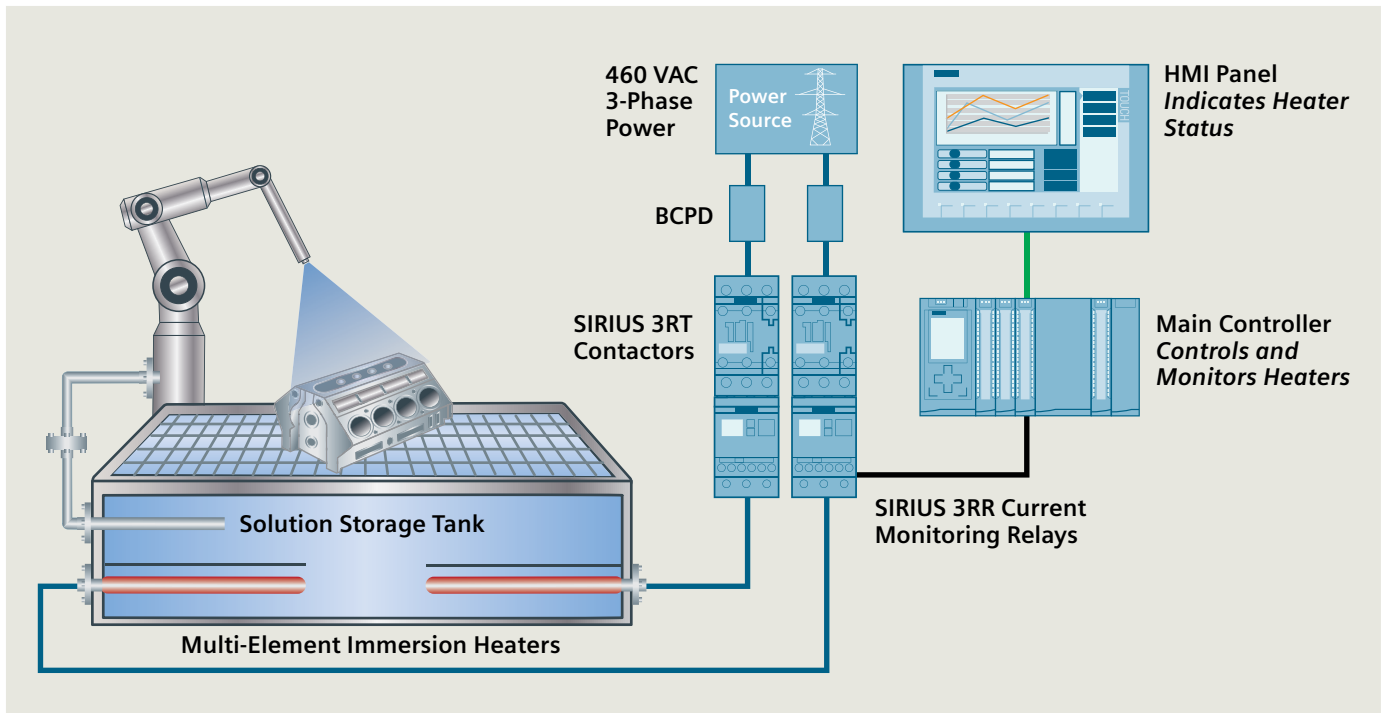 460 VAC
3-Phase
Power
Power
Source
HMI Panel
Indicates Heater
Status
TOUCH
BCPD
SIRIUS 3RT
Contactors
Main Controller
Controls and
Monitors Heaters
SIRIUS 3RR Current
Monitoring Relays
Solution Storage Tank
Multi-Element Immersion Heaters